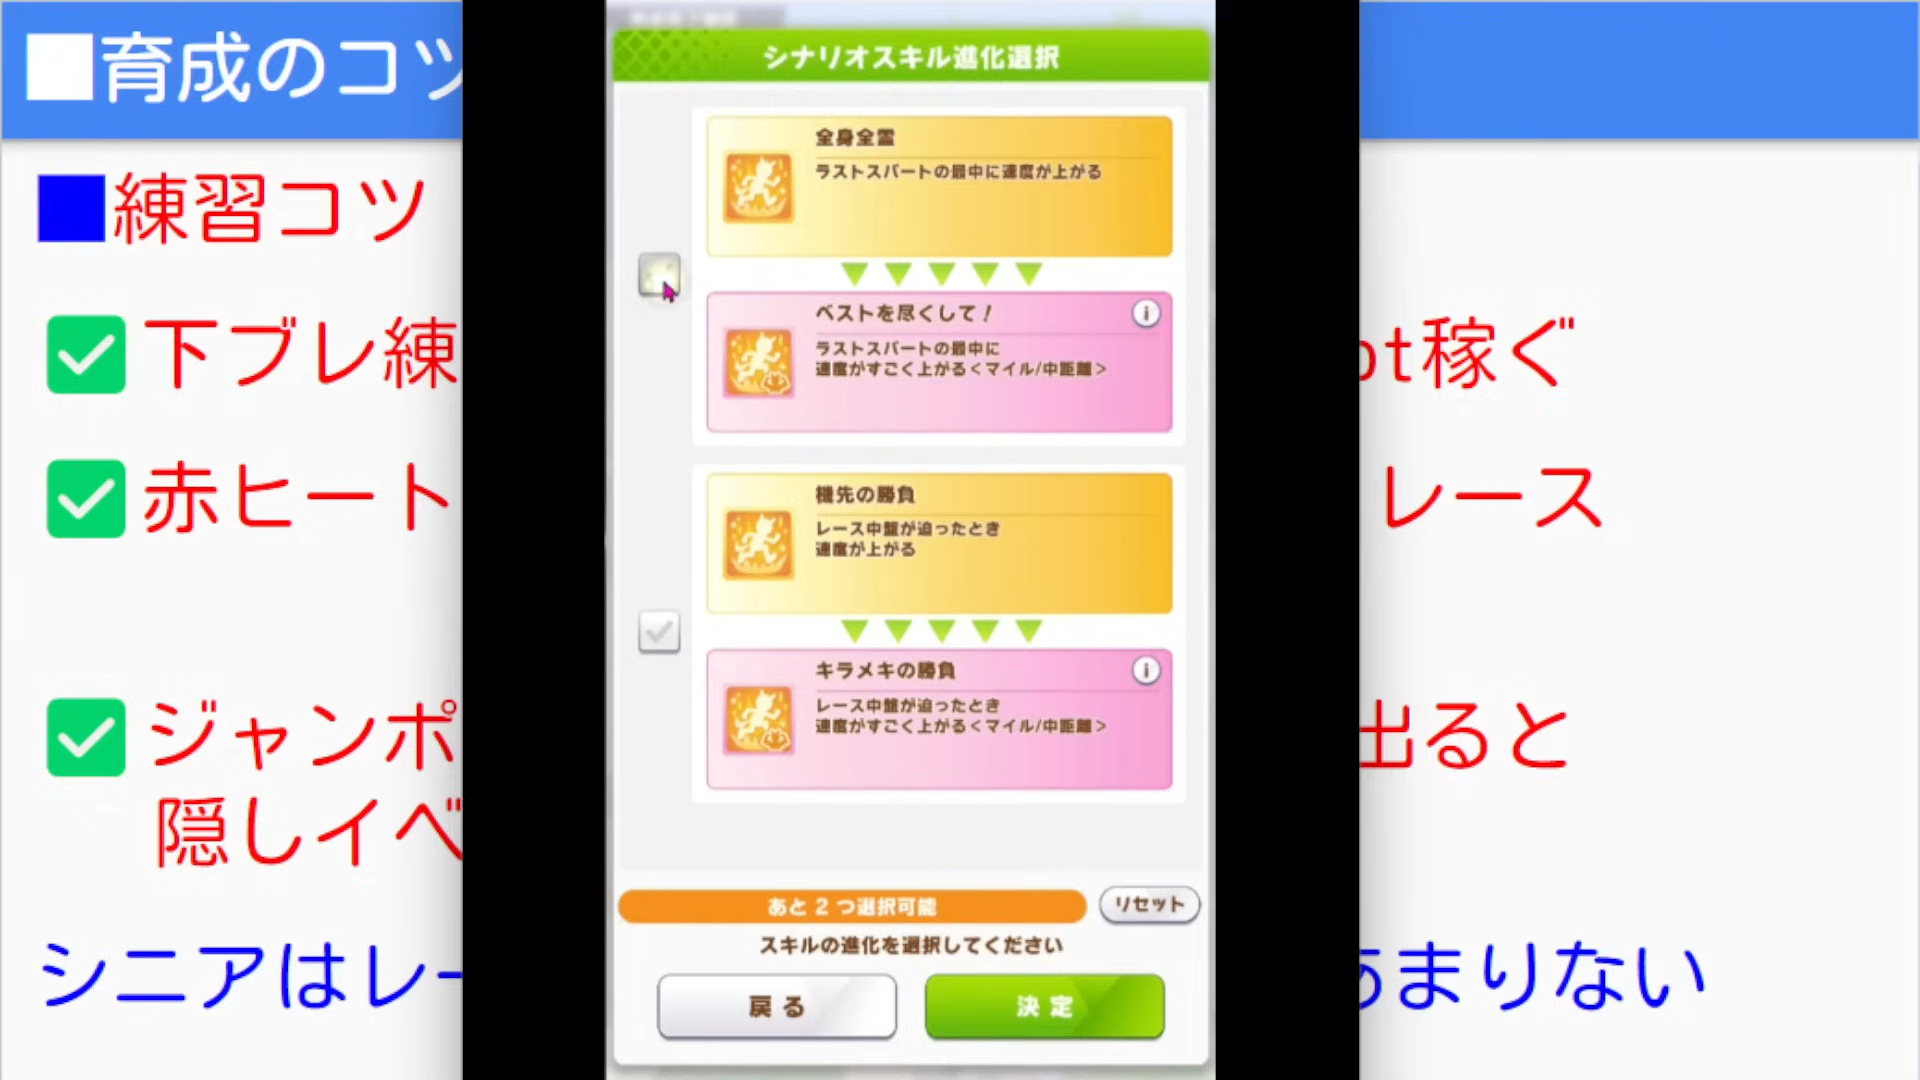 ■育成のコツ
■練習コツ
下ブレ練
赤ヒート
ジャンポ
隠しイベ
シニアはレー
シナリオスキル進化選択
全身全霊
ラストスパートの最中に速度が上がる
ベストを尽くして！
ラストスパートの最中に
速度がすごく上がる<マイル/中距離>
機先の勝負
レース中盤が迫ったとき
速度が上がる
キラメキの勝負
レース中盤が迫ったとき
速度がすごく上がる<マイル/中距離>
あと 2 つ選択可能
リセット
スキルの進化を選択してください
戻る
決定
pt稼ぐ
レース
出ると
あまりない